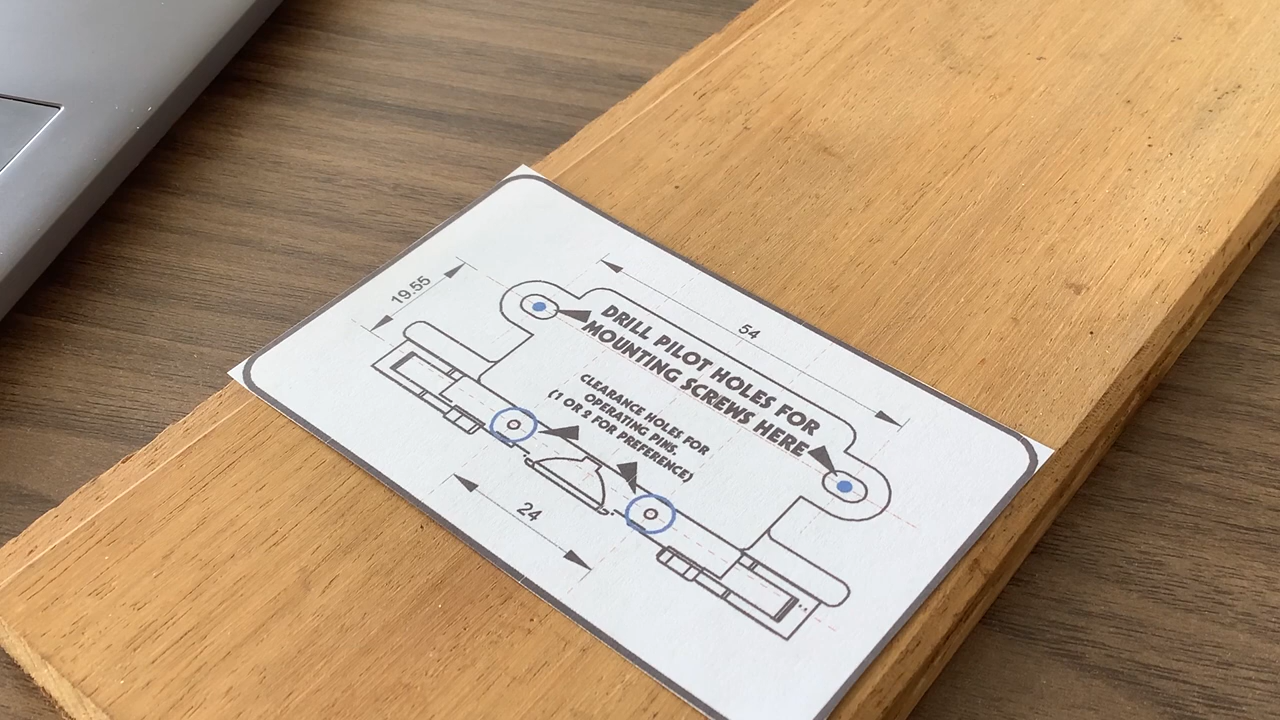 19.55
54
DRILL PILOT HOLES FOR
MOUNTING SCREWS HERE
CLEARANCE HOLES FOR
OPERATING PINS.
(1 OR 2 FOR PREFERENCE)
24